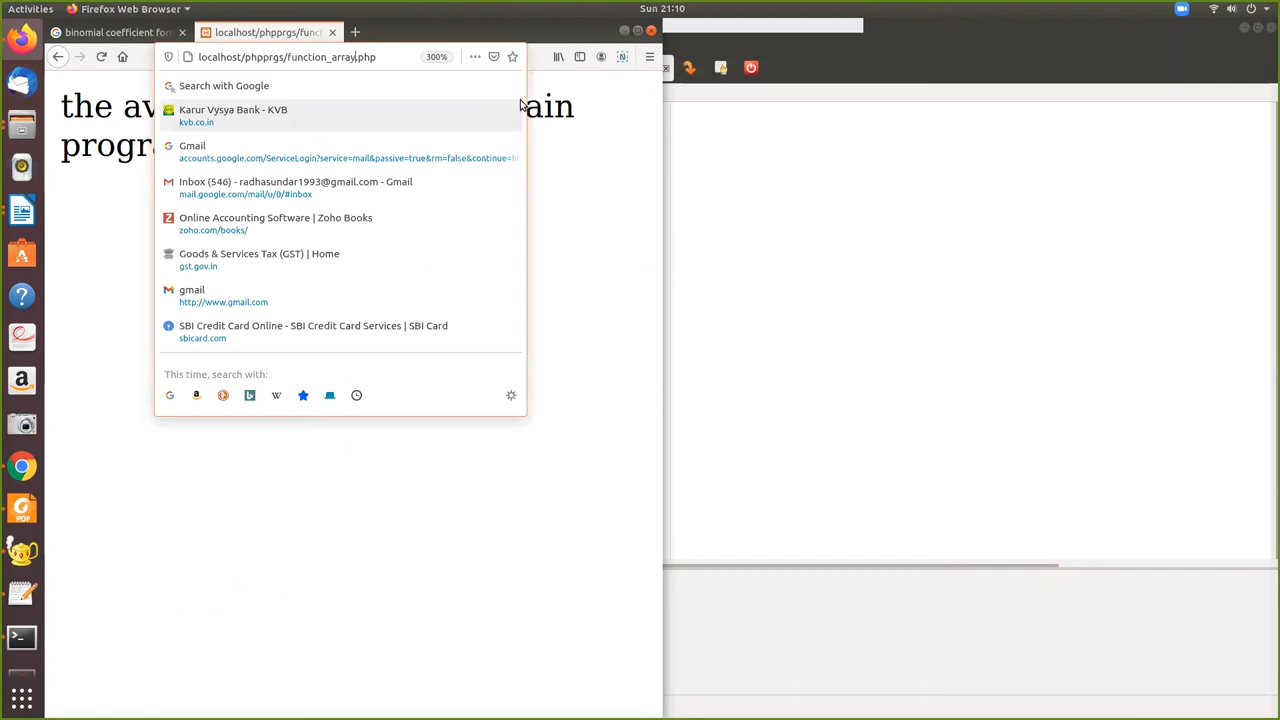 Activities
Firefox Web Browser
Sun 21:10
binomial coefficient for
localhost/phpprgs/funct
localhost/phpprgs/function_array.php
300%
Search with Google
the av
ain
Karur Vysya Bank - KVB
kvb.co.in
progra
Gmail
accounts.google.com/ServiceLogin?service=mail&passive=true&rm=false&continue=h
Inbox (546) - radhasundar1993@gmail.com - Gmail
mail.google.com/mail/u/0/#inbox
Online Accounting Software | Zoho Books
zoho.com/books/
Goods & Services Tax (GST) | Home
gst.gov.in
gmail
http://www.gmail.com
SBI Credit Card Online - SBI Credit Card Services | SBI Card
sbicard.com
This time, search with: